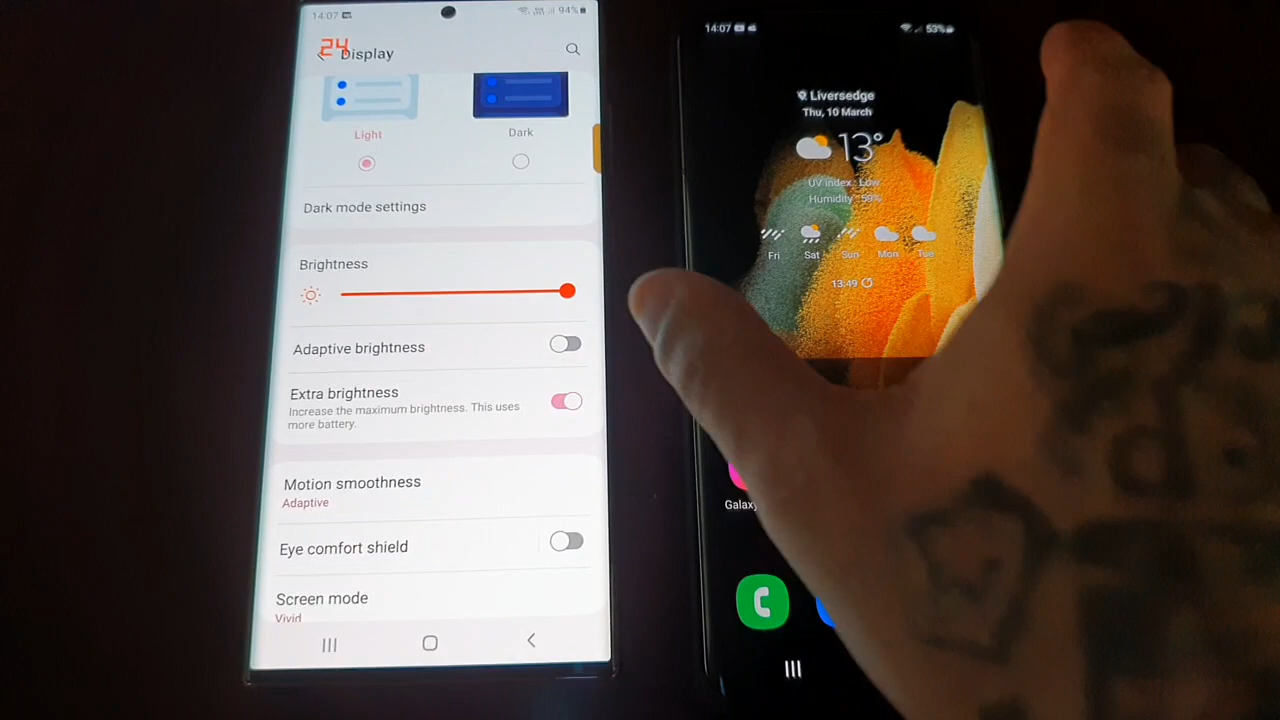 14:07
94%
24
Display
Light
Dark
Dark mode settings
Brightness
Adaptive brightness
Extra brightness
Increase the maximum brightness. This uses
more battery.
Motion smoothness
Adaptive
Eye comfort shield
Screen mode
Vivid
14:07
53%
Liversedge
Thu, 10 March
13°
UV index : Low
Humidity : 59%
Fri Sat Sun Mon Tue
13:49
Galaxy